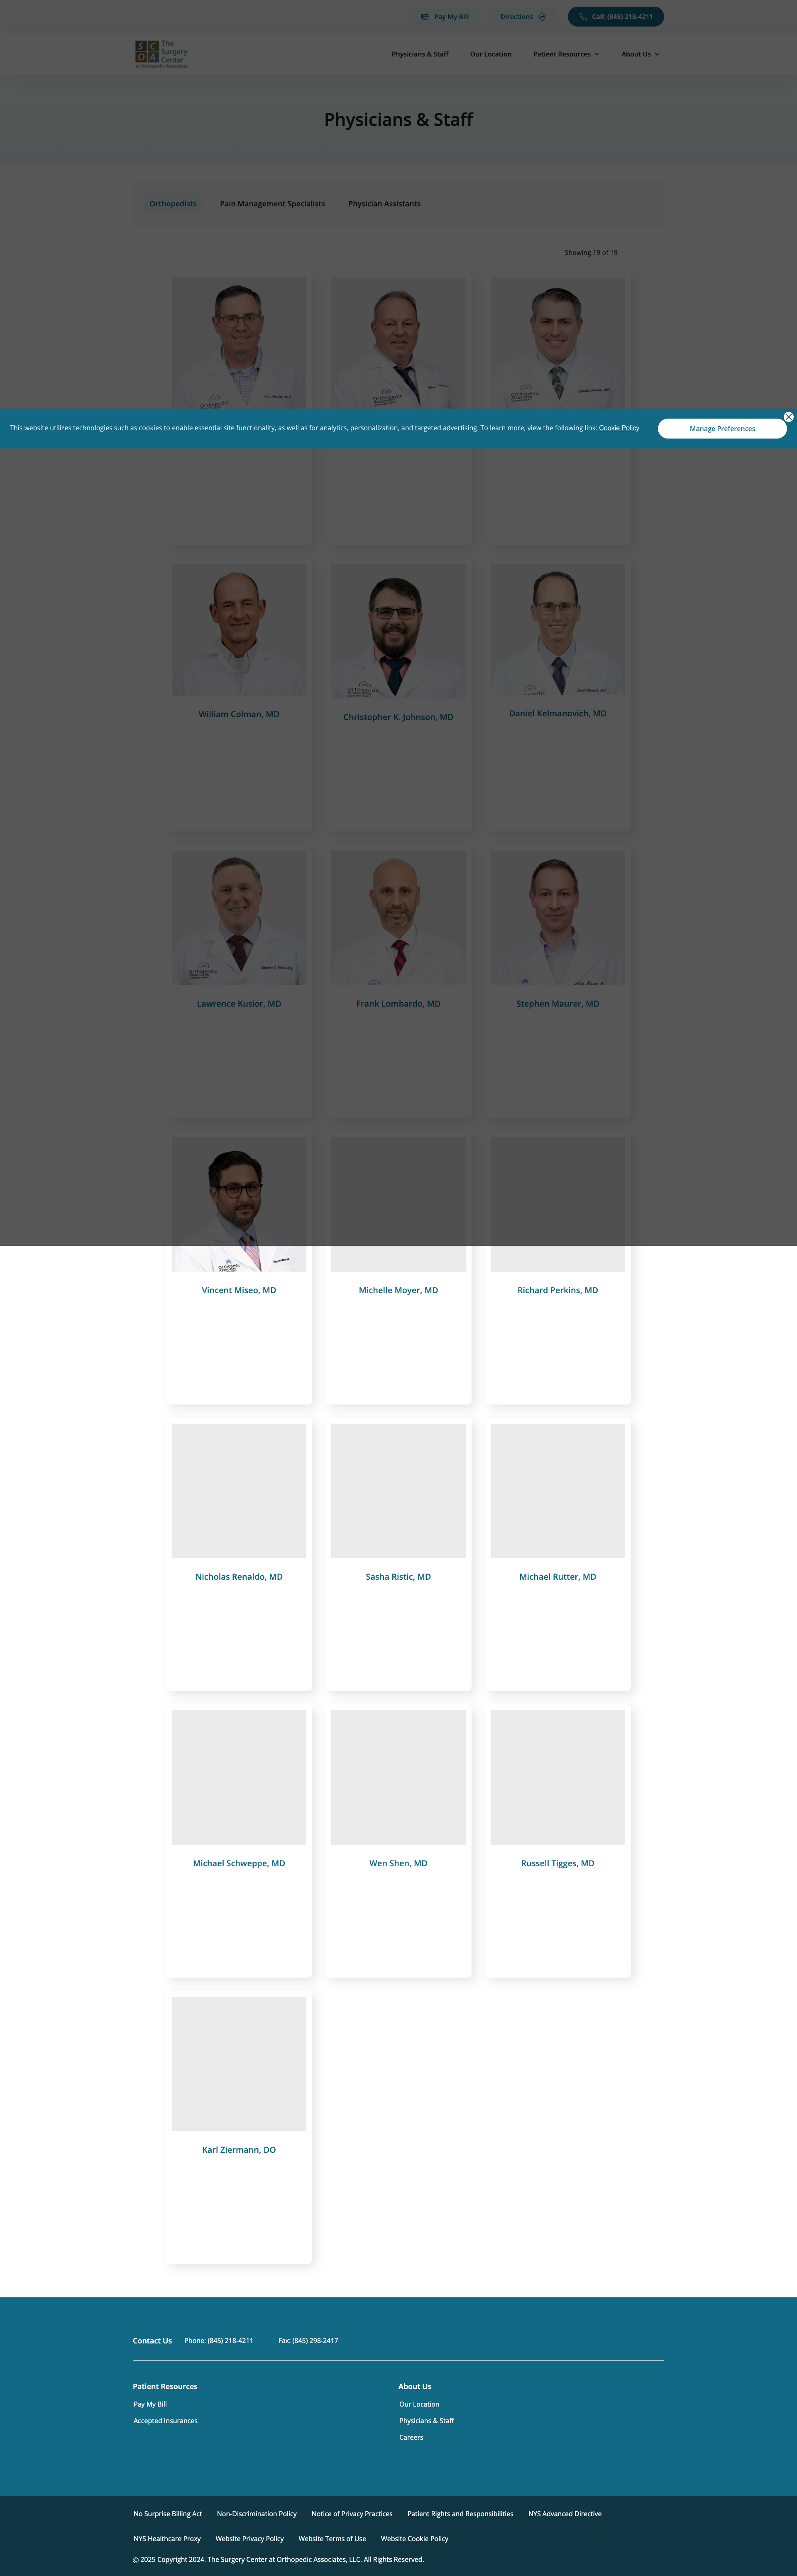 Pay My Bill
Directions
Call: (845) 218-4211
The
Surgery
Center
SCOA
of Orthopedic Associates
Physicians & Staff
Our Location
Patient Resources
About Us
Physicians & Staff
Orthopedists
Pain Management Specialists
Physician Assistants
Showing 19 of 19
This website utilizes technologies such as cookies to enable essential site functionality, as well as for analytics, personalization, and targeted advertising. To learn more, view the following link: Cookie Policy
Manage Preferences
William Colman, MD
Christopher K. Johnson, MD
Daniel Kelmanovich, MD
Lawrence Kusior, MD
Frank Lombardo, MD
Stephen Maurer, MD
Vincent Miseo, MD
Michelle Moyer, MD
Richard Perkins, MD
Nicholas Renaldo, MD
Sasha Ristic, MD
Michael Rutter, MD
Michael Schweppe, MD
Wen Shen, MD
Russell Tigges, MD
Karl Ziermann, DO
Contact Us
Phone: (845) 218-4211
Fax: (845) 298-2417
Patient Resources
Pay My Bill
Accepted Insurances
About Us
Our Location
Physicians & Staff
Careers
No Surprise Billing Act
Non-Discrimination Policy
Notice of Privacy Practices
Patient Rights and Responsibilities
NYS Advanced Directive
NYS Healthcare Proxy
Website Privacy Policy
Website Terms of Use
Website Cookie Policy
© 2025 Copyright 2024. The Surgery Center at Orthopedic Associates, LLC. All Rights Reserved.